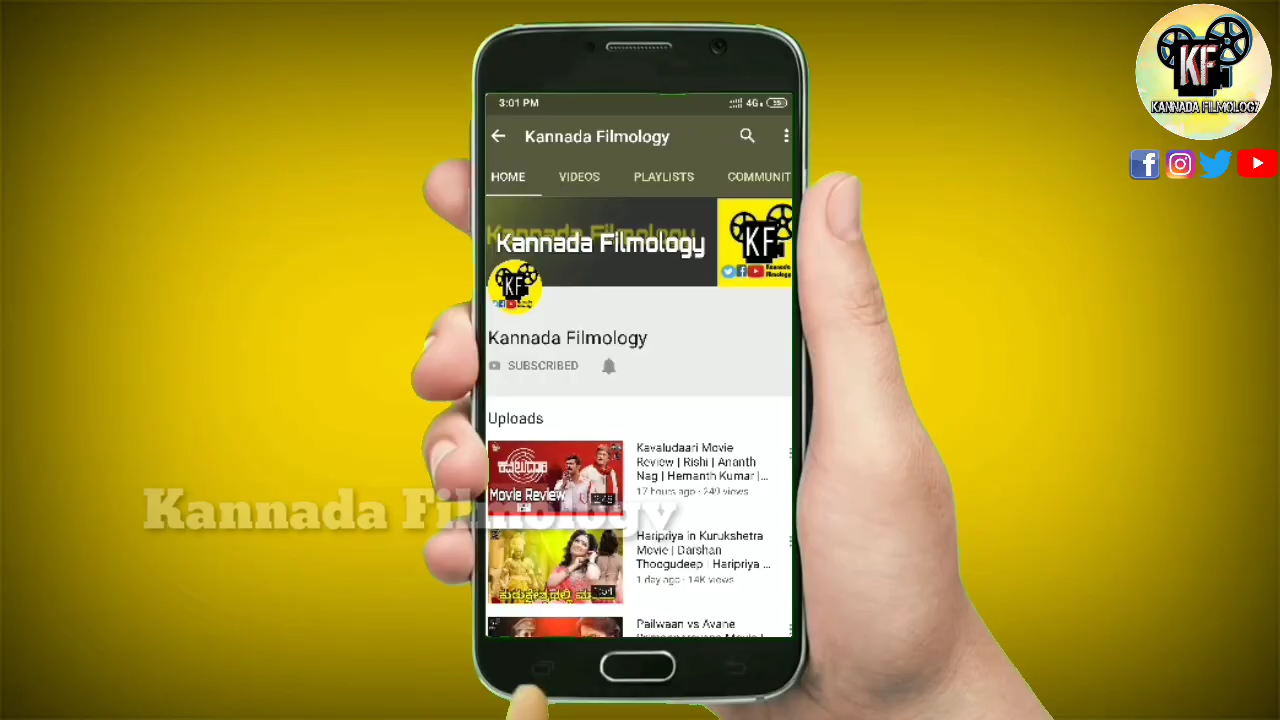 KF
KANNADA FILMOLOGY
3:01 PM
4G
Kannada Filmology
HOME VIDEOS PLAYLISTS COMMUNIT
Kannada Filmology
KF
KF
Kannada Filmology
SUBSCRIBED
Uploads
ಕವಲುದಾರಿ
Movie Review
Kavaludaari Movie
Review | Rishi | Ananth
Nag | Hemanth Kumar |...
17 hours ago · 249 views
Kannada Filmology
Haripriya in Kurukshetra
Movie | Darshan
Thoogudeep | Haripriya ...
1 day ago · 14K views
Pailwaan vs Avane